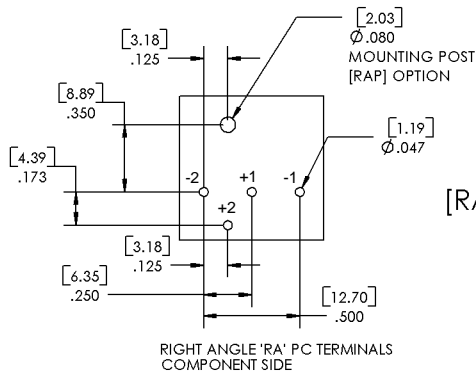 [3.18]
.125
[2.03]
Ø.080
MOUNTING POST
[RAP] OPTION
[8.89]
.350
[1.19]
Ø.047
[4.39]
.173
-2
+1
-1
[RA
+2
[3.18]
.125
[6.35]
.250
[12.70]
.500
RIGHT ANGLE 'RA' PC TERMINALS
COMPONENT SIDE